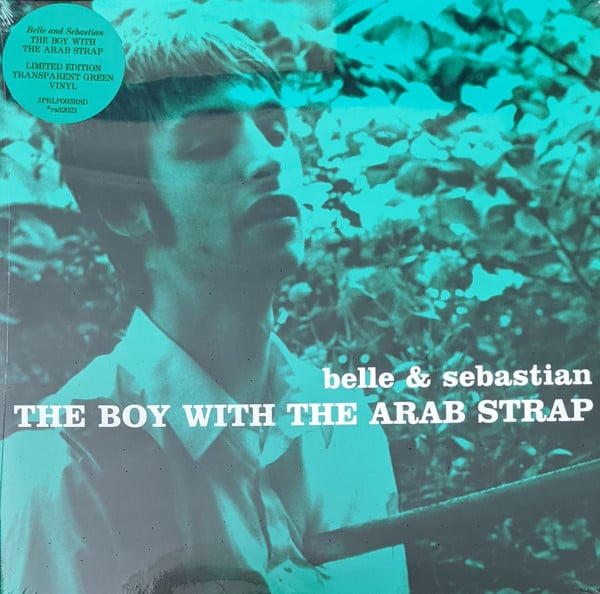 Belle and Sebastian
THE BOY WITH
THE ARAB STRAP
LIMITED EDITION
TRANSPARENT GREEN
VINYL
JPRLP003RSD
*rsd2021
belle & sebastian
THE BOY WITH THE ARAB STRAP